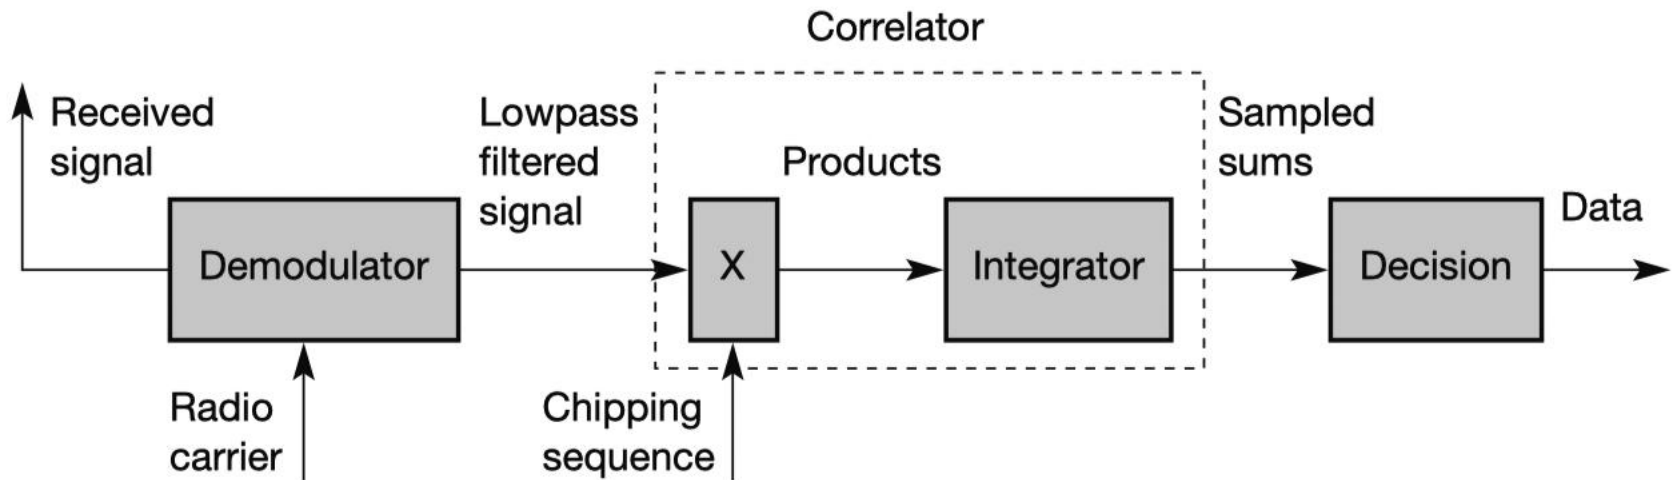 Correlator
Received
signal
Lowpass
filtered
signal
Products
Sampled
sums
Demodulator
X
Integrator
Decision
Data
Radio
carrier
Chipping
sequence